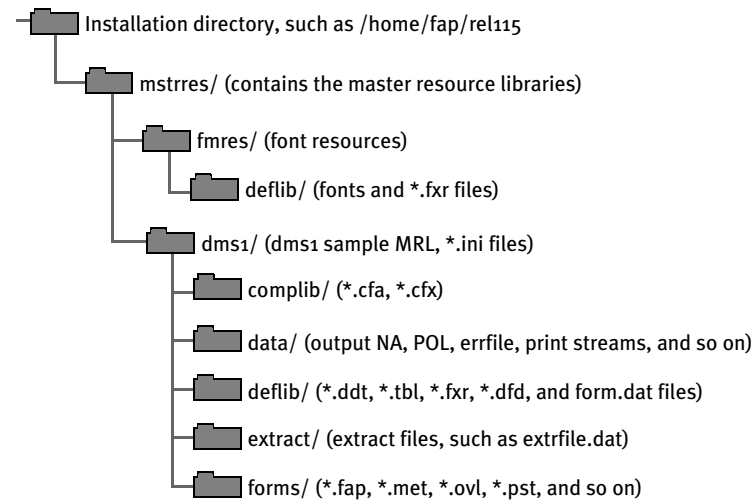 Installation directory, such as /home/fap/rel115
mstrres/ (contains the master resource libraries)
fmres/ (font resources)
deflib/ (fonts and *.fxr files)
dms1/ (dms1 sample MRL, *.ini files)
complib/ (*.cfa, *.cfx)
data/ (output NA, POL, errfile, print streams, and so on)
deflib/ (*.ddt, *.tbl, *.fxr, *.dfd, and form.dat files)
extract/ (extract files, such as extrfile.dat)
forms/ (*.fap, *.met, *.ovl, *.pst, and so on)